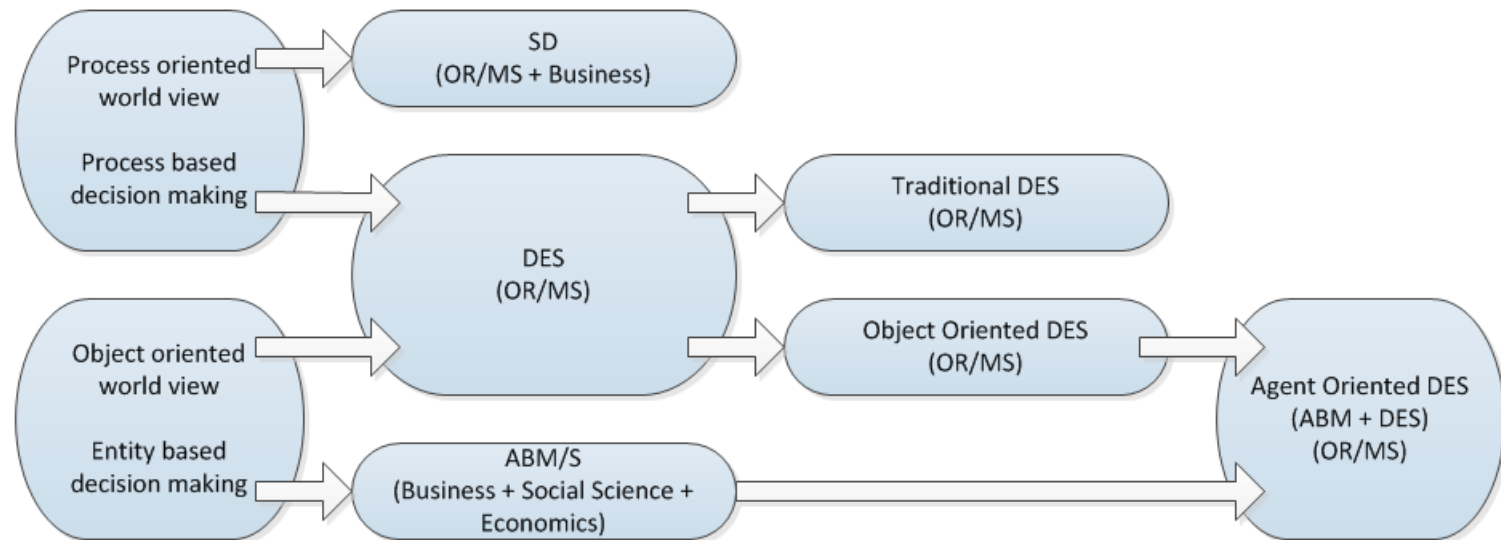 Process oriented
world view
Process based
decision making
SD
(OR/MS + Business)
DES
(OR/MS)
Traditional DES
(OR/MS)
Object oriented
world view
Entity based
decision making
Object Oriented DES
(OR/MS)
ABM/S
(Business + Social Science +
Economics)
Agent Oriented DES
(ABM + DES)
(OR/MS)